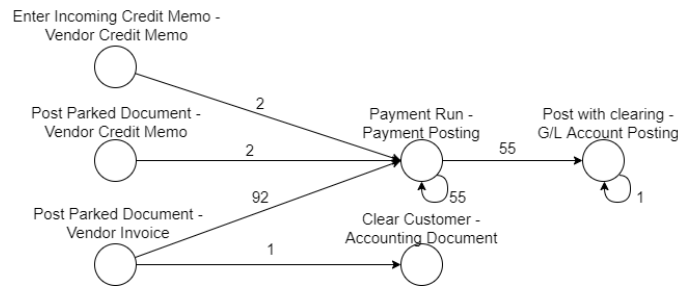 Enter Incoming Credit Memo -
Vendor Credit Memo
2
Post Parked Document -
Vendor Credit Memo
2
Payment Run -
Payment Posting
55
55
Post with clearing -
G/L Account Posting
1
92
Post Parked Document -
Vendor Invoice
1
Clear Customer -
Accounting Document